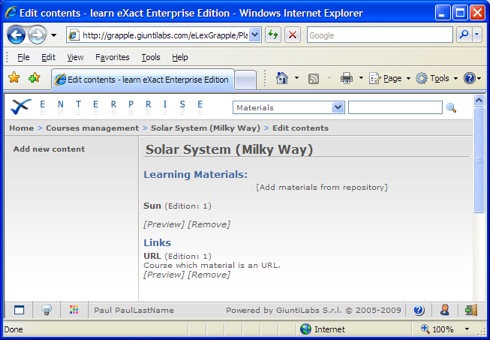 Edit contents - learn eXact Enterprise Edition - Windows Internet Explorer
http://grapple.giuntilabs.com/eLexGrapple/Pla
Google
File Edit View Favorites Tools Help
Edit contents - learn eXact Enterprise Edition
Page Tools
ENTERPRISE
Materials
Home > Courses management > Solar System (Milky Way) > Edit contents
Add new content
Solar System (Milky Way)
Learning Materials:
[Add materials from repository]
Sun (Edition: 1)
[Preview] [Remove]
Links
URL (Edition: 1)
Course which material is an URL.
[Preview] [Remove]
Paul PaulLastName
Powered by GiuntiLabs S.r.l. © 2005-2009
Done
Internet
100%